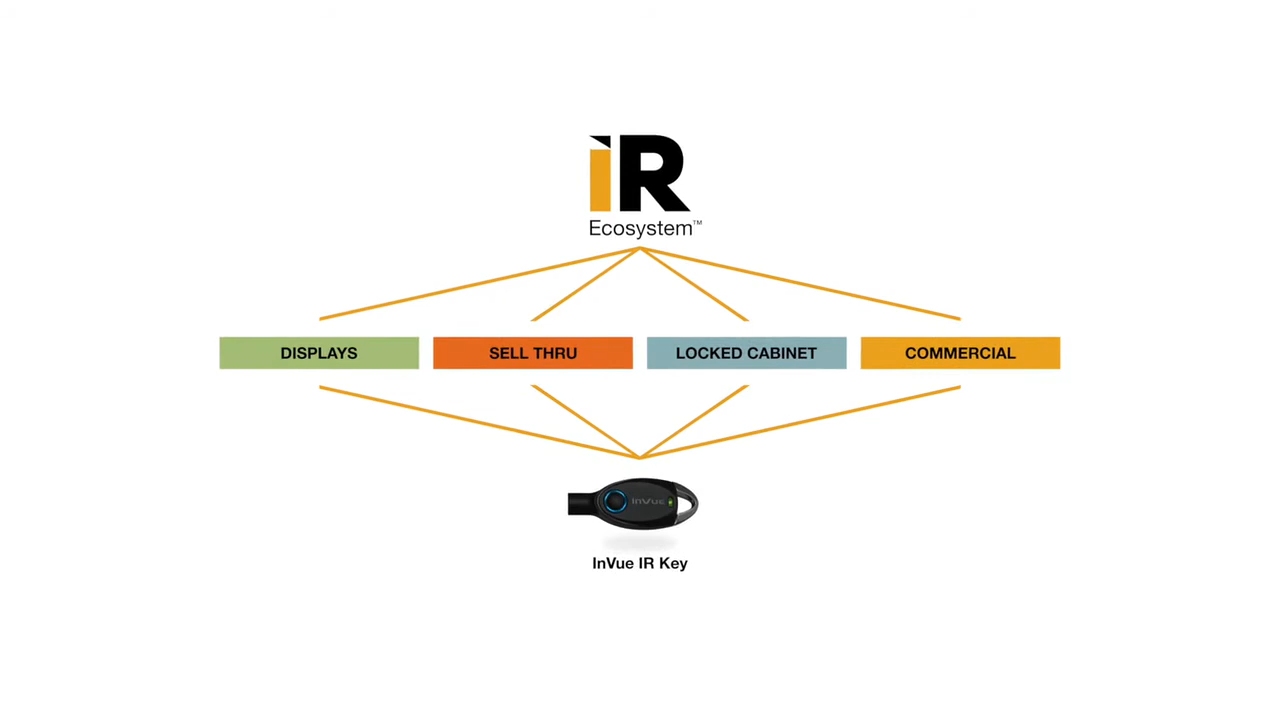 iR
Ecosystem™
DISPLAYS
SELL THRU
LOCKED CABINET
COMMERCIAL
InVue
InVue IR Key